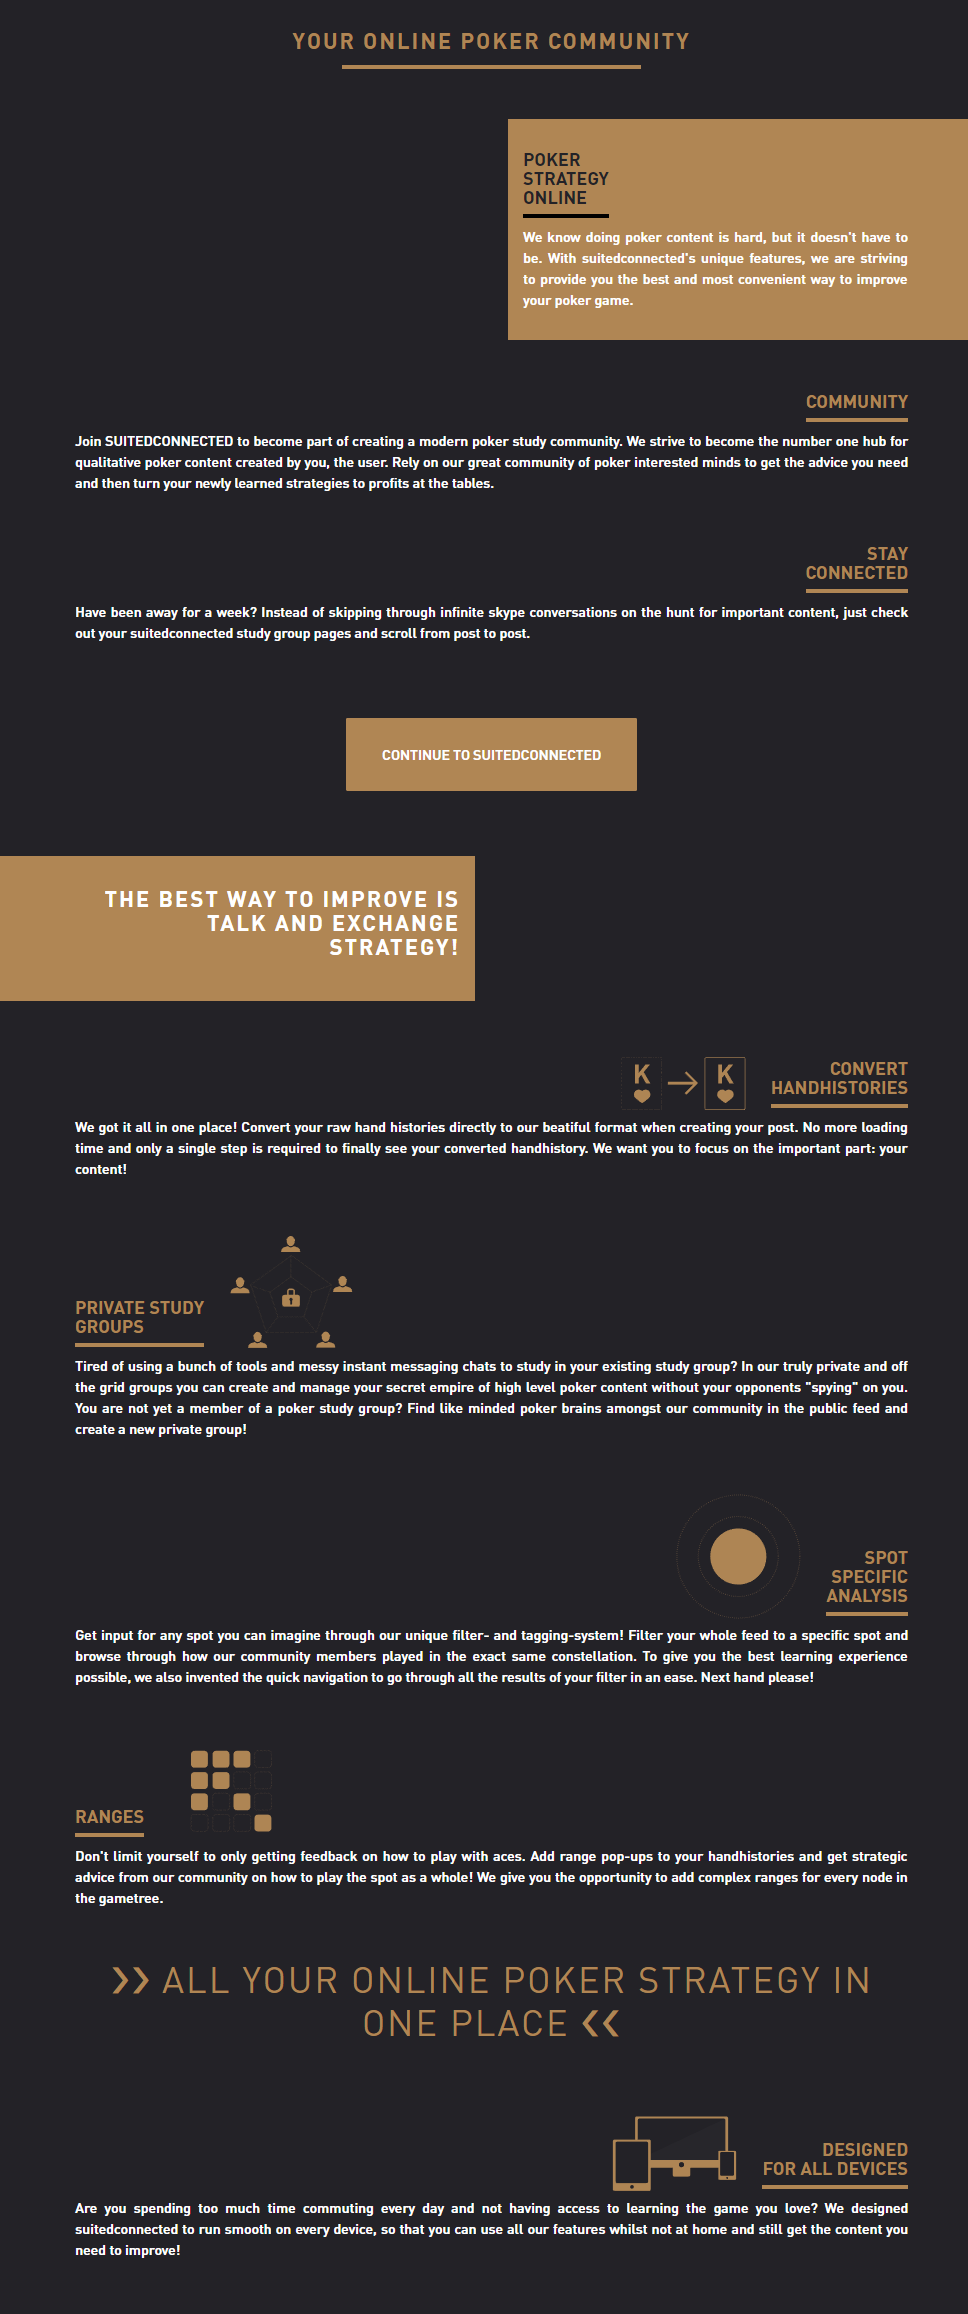 YOUR ONLINE POKER COMMUNITY
POKER
STRATEGY
ONLINE
We know doing poker content is hard, but it doesn't have to
be. With suitedconnected's unique features, we are striving
to provide you the best and most convenient way to improve
your poker game.
COMMUNITY
Join SUITEDCONNECTED to become part of creating a modern poker study community. We strive to become the number one hub for
qualitative poker content created by you, the user. Rely on our great community of poker interested minds to get the advice you need
and then turn your newly learned strategies to profits at the tables.
STAY
CONNECTED
Have been away for a week? Instead of skipping through infinite skype conversations on the hunt for important content, just check
out your suitedconnected study group pages and scroll from post to post.
CONTINUE TO SUITEDCONNECTED
THE BEST WAY TO IMPROVE IS
TALK AND EXCHANGE
STRATEGY!
K K
CONVERT
HANDHISTORIES
We got it all in one place! Convert your raw hand histories directly to our beatiful format when creating your post. No more loading
time and only a single step is required to finally see your converted handhistory. We want you to focus on the important part: your
content!
PRIVATE STUDY
GROUPS
Tired of using a bunch of tools and messy instant messaging chats to study in your existing study group? In our truly private and off
the grid groups you can create and manage your secret empire of high level poker content without your opponents "spying" on you.
You are not yet a member of a poker study group? Find like minded poker brains amongst our community in the public feed and
create a new private group!
SPOT
SPECIFIC
ANALYSIS
Get input for any spot you can imagine through our unique filter- and tagging-system! Filter your whole feed to a specific spot and
browse through how our community members played in the exact same constellation. To give you the best learning experience
possible, we also invented the quick navigation to go through all the results of your filter in an ease. Next hand please!
RANGES
Don't limit yourself to only getting feedback on how to play with aces. Add range pop-ups to your handhistories and get strategic
advice from our community on how to play the spot as a whole! We give you the opportunity to add complex ranges for every node in
the gametree.
❯❯ ALL YOUR ONLINE POKER STRATEGY IN
ONE PLACE ❮❮
DESIGNED
FOR ALL DEVICES
Are you spending too much time commuting every day and not having access to learning the game you love? We designed
suitedconnected to run smooth on every device, so that you can use all our features whilst not at home and still get the content you
need to improve!